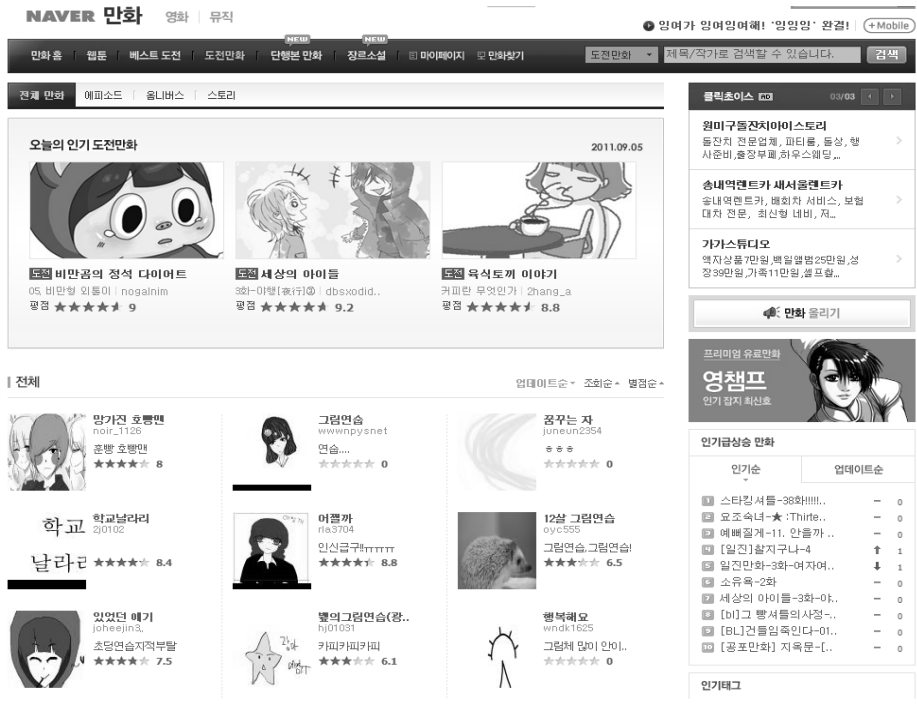 NAVER 만화 영화 뮤직
잉여가 잉여잉여해! '잉잉잉' 완결! +Mobile
NEW NEW
만화 홈 웹툰 베스트 도전 도전만화 단행본 만화 장르소설 마이페이지 만화찾기 도전만화 제목/작가로 검색할 수 있습니다. 검색
전체 만화 에피소드 옴니버스 스토리
오늘의 인기 도전만화 2011.09.05
도전 비만곰의 정석 다이어트
05. 비만형 외톨이 nogalnim
평점 9
도전 세상의 아이들
3화-야행(夜行)③ dbsxodid..
평점 9.2
도전 육식토끼 이야기
커피란 무엇인가 2hang_a
평점 8.8
전체 업데이트순 조회순 별점순
망가진 호빵맨
noir_1126
훈빵 호빵맨
8
그림연습
wwwnpysnet
연습....
0
꿈꾸는 자
juneun2354
ㅎㅎㅎ
0
학교
날라리
학교날라리
2j0102
8.4
어쩔까
rla3704
인신급구!!ㅠㅠㅠㅠ
8.8
12살 그림연습
oyc555
그림연습,그림연습!
6.5
있었던 얘기
joheejin3..
초딩연습지적부탁
7.5
별의그림연습(광..
hj01031
카피카피카피
6.1
행복해요
wndk1625
그림체 많이 안이..
0
클릭초이스 AD 03/03
원미구돌잔치아이스토리
돌잔치 전문업체, 파티룸, 돌상, 행
사준비,출장부페,하우스웨딩,...
송내역렌트카 새서울렌트카
송내역렌트카, 배회차 서비스, 보험
대차 전문, 최신형 네비, 저...
가가스튜디오
액자상품7만원,백일앨범25만원,성
장39만원,가족11만원,셀프촬...
만화 올리기
프리미엄 유료만화
영챔프
인기 잡지 최신호
인기급상승 만화
인기순 업데이트순
1 스타킹 셔틀-38화!!!!!.. 0
2 요조숙녀-★ :Thirte.. 0
3 예뻐질게-11. 안을까 .. 0
4 [일진]찰지구나-4 1
5 일진만화-3화-여자여.. 1
6 소유욕-2화 0
7 세상의 아이들-3화-야.. 0
8 [bl]그 빵셔틀의사정-.. 0
9 [BL]건들임죽인다-01.. 0
10 [공포만화] 지옥문-[.. 0
인기태그